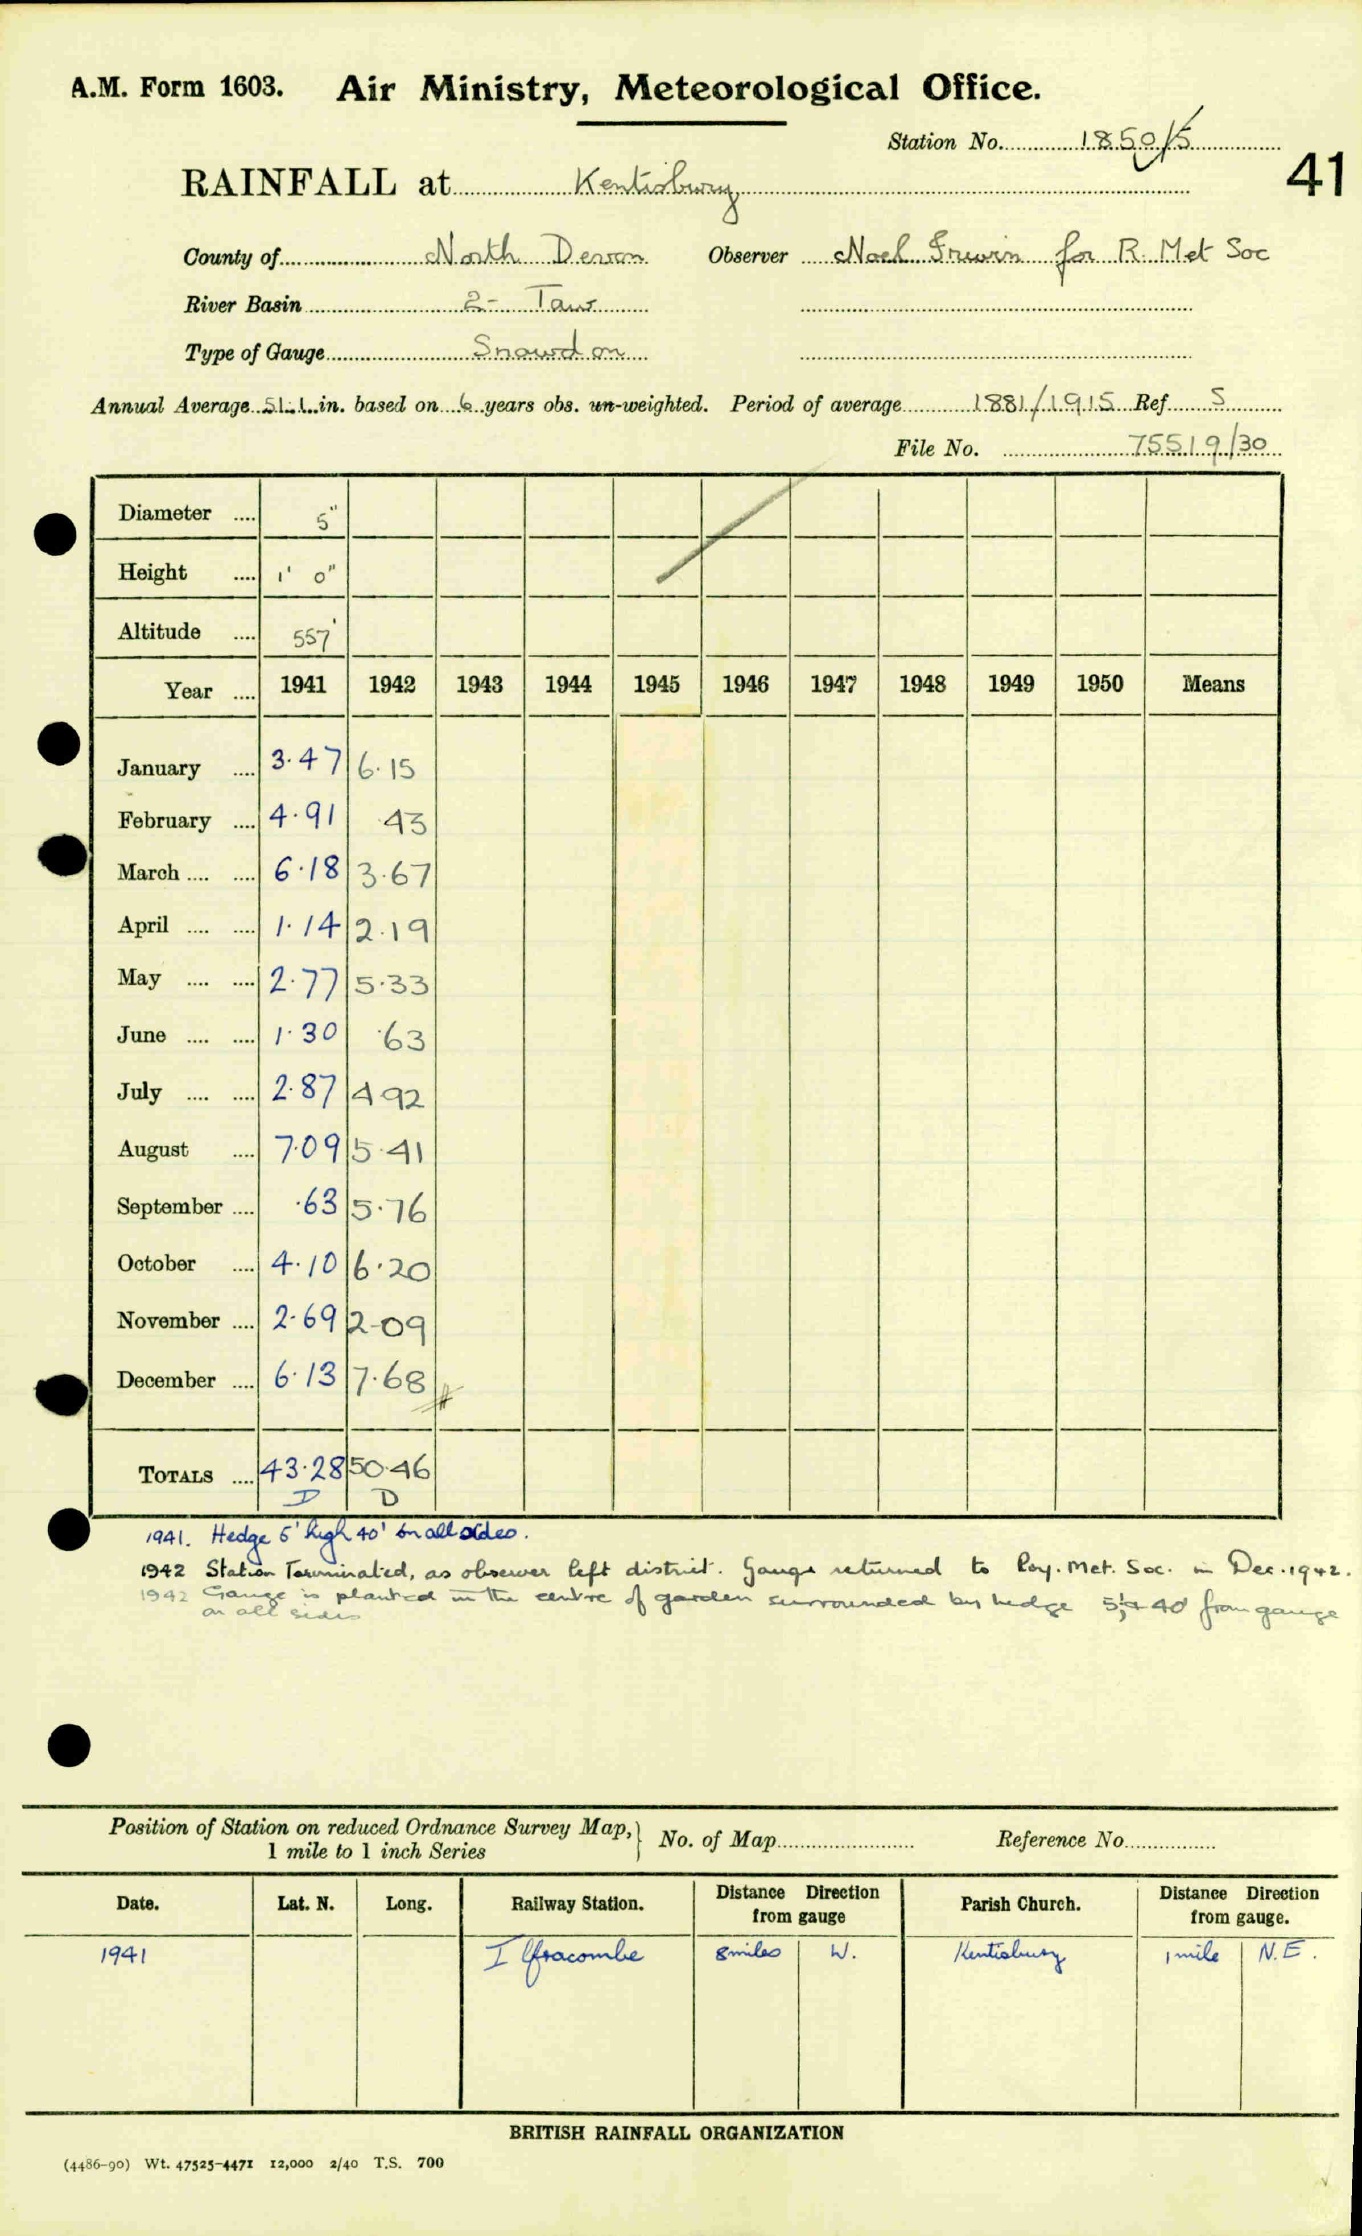 A.M. Form 1603. Air Ministry, Meteorological Office.
Station No. 1850/5
41
RAINFALL at Kentisbury
County of North Devon Observer Noel Irwin for R. Met Soc
River Basin 2- Taw
Type of Gauge Snowdon
Annual Average 51.1 in. based on 6 years obs. un-weighted. Period of average 1881/1915 Ref. S
File No. 75519/30
Diameter .... 5"
Height .... 1' 0"
Altitude .... 557'
Year .... 1941 1942 1943 1944 1945 1946 1947 1948 1949 1950 Means
January .... 3.47 6.15
February .... 4.91 43
March .... .... 6.18 3.67
April .... .... 1.14 2.19
May .... .... 2.77 5.33
June .... .... 1.30 .63
July .... .... 2.87 4.92
August .... 7.09 5.41
September .... .63 5.76
October .... 4.10 6.20
November .... 2.69 2.09
December .... 6.13 7.68
TOTALS .... 43.28 50.46
D D
1941. Hedge 5' high 40' on all sides.
1942 Station Terminated, as observer left district. Gauge returned to Roy. Met. Soc. in Dec. 1942.
1942 Gauge is planted in the centre of garden surrounded by hedge 5' 40' from gauge
on all sides
Position of Station on reduced Ordnance Survey Map, } No. of Map Reference No.
1 mile to 1 inch Series
Date. Lat. N. Long. Railway Station. Distance Direction from gauge Parish Church. Distance Direction from gauge.
1941 Ilfracombe 8 miles W. Kentisbury 1 mile N.E.
BRITISH RAINFALL ORGANIZATION
(4486-90) Wt. 47525-4471 12,000 2/40 T.S. 700